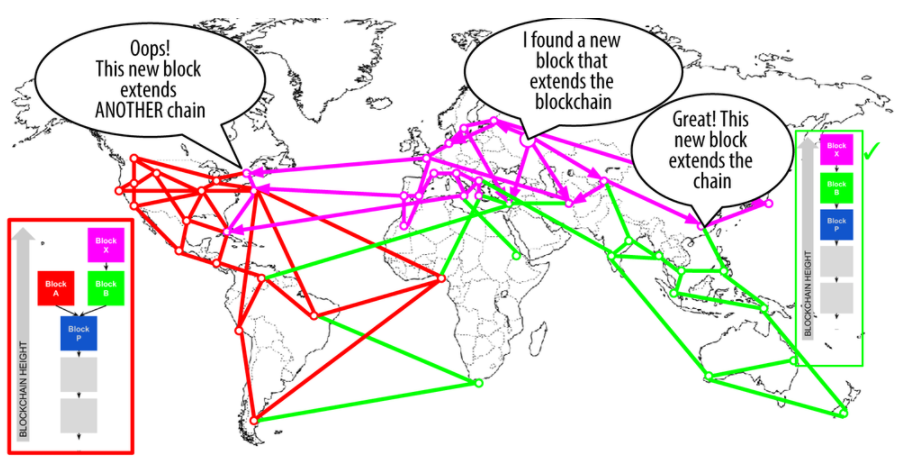 Oops!
This new block
extends
ANOTHER chain
I found a new
block that
extends the
blockchain
Great! This
new block
extends the
chain
Block
X
Block
B
Block
P
BLOCKCHAIN HEIGHT
Block
X
Block
A
Block
B
Block
P
BLOCKCHAIN HEIGHT